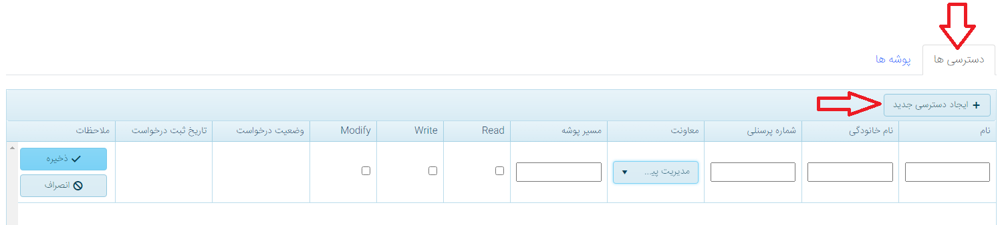 دسترسی ها پوشه ها
ایجاد دسترسی جدید
نام نام خانودگی شماره پرسنلی معاونت مسیر پوشه Read Write Modify وضعیت درخواست تاریخ ثبت درخواست ملاحظات
مدیریت پیـ...
ذخیره
انصراف